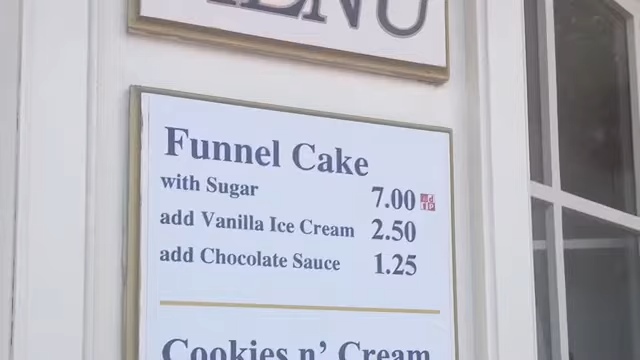 MENU
Funnel Cake
with Sugar 7.00
add Vanilla Ice Cream 2.50
add Chocolate Sauce 1.25
Cookies n' Cream